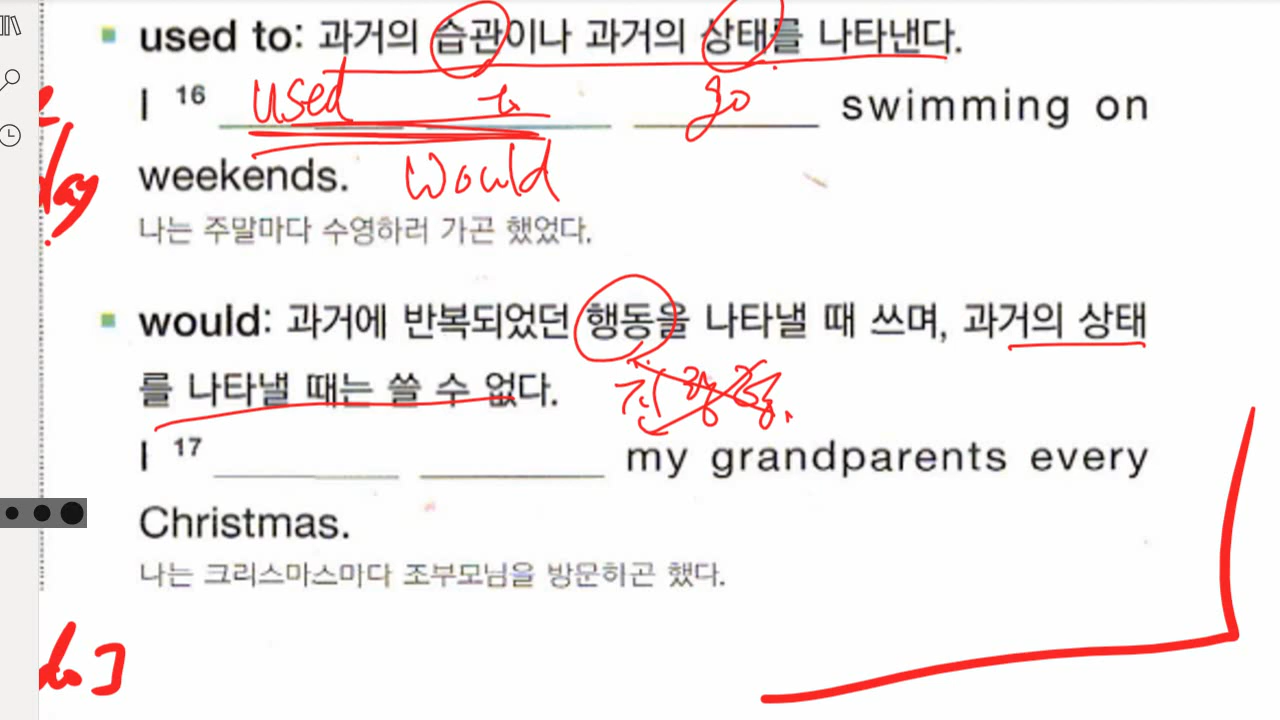 used to: 과거의 습관이나 과거의 상태를 나타낸다.
I 16 used to go swimming on
weekends. would
나는 주말마다 수영하러 가곤 했었다.
would: 과거에 반복되었던 행동을 나타낼 때 쓰며, 과거의 상태
를 나타낼 때는 쓸 수 없다.
I 17 my grandparents every
Christmas.
나는 크리스마스마다 조부모님을 방문하곤 했다.
day
do]